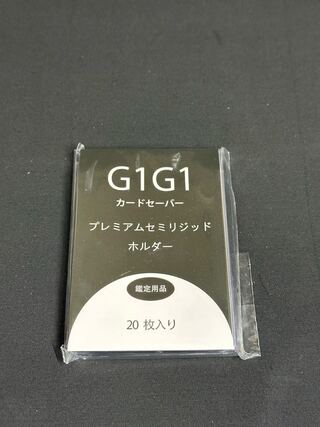 G1G1
カードセーバー
プレミアムセミリジッド
ホルダー
鑑定用品
20 枚入り